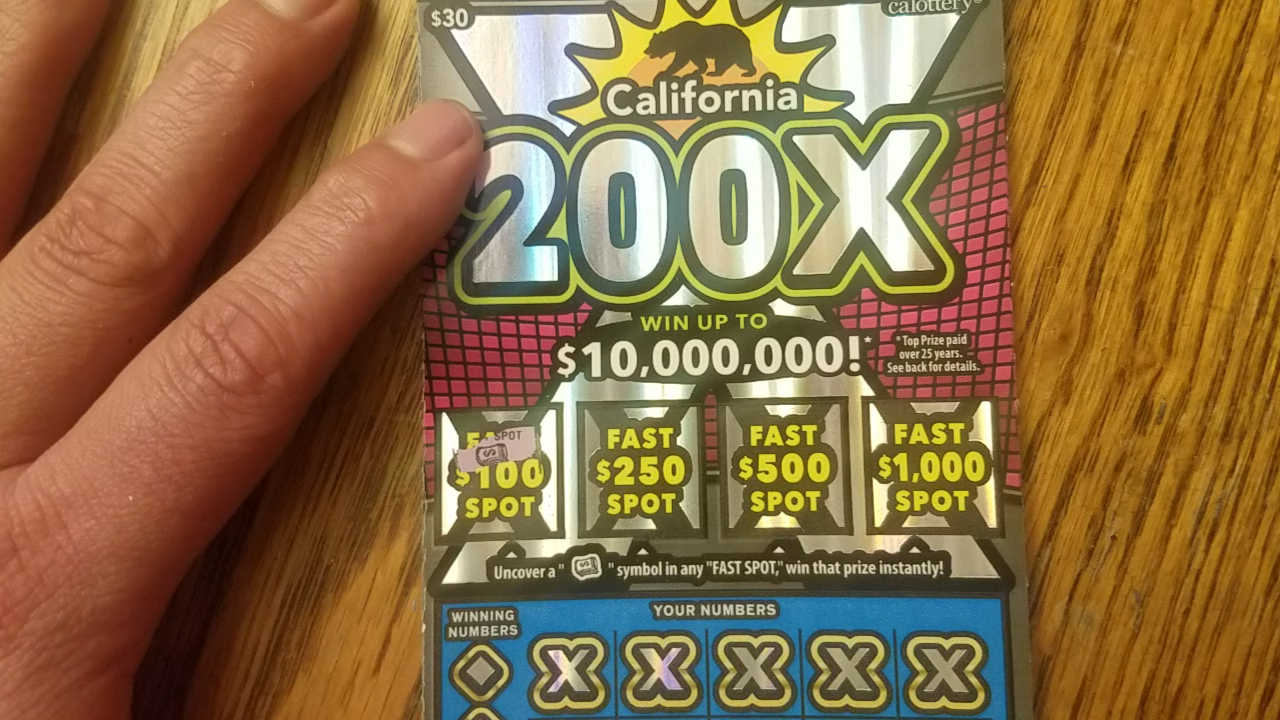 $30
calottery®
California
200X
WIN UP TO
$10,000,000!*
*Top Prize paid
over 25 years.
See back for details.
SPOT
$100
SPOT
FAST
$250
SPOT
FAST
$500
SPOT
FAST
$1,000
SPOT
Uncover a " " symbol in any "FAST SPOT," win that prize instantly!
WINNING
NUMBERS
YOUR NUMBERS
X X X X X